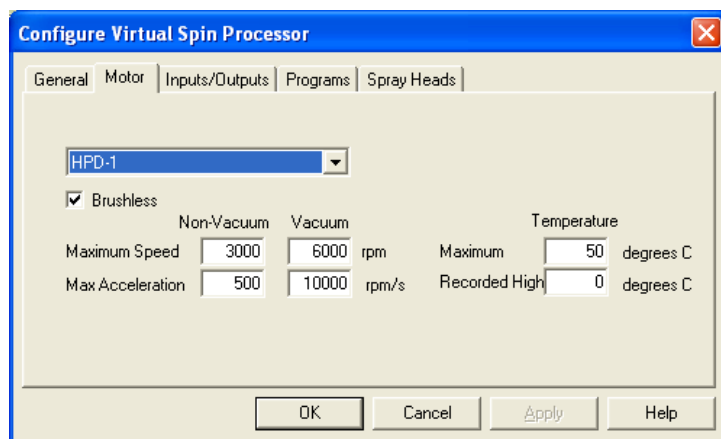 Configure Virtual Spin Processor
General Motor Inputs/Outputs Programs Spray Heads
HPD-1
Brushless
Non-Vacuum Vacuum Temperature
Maximum Speed 3000 6000 rpm Maximum 50 degrees C
Max Acceleration 500 10000 rpm/s Recorded High 0 degrees C
OK Cancel Apply Help